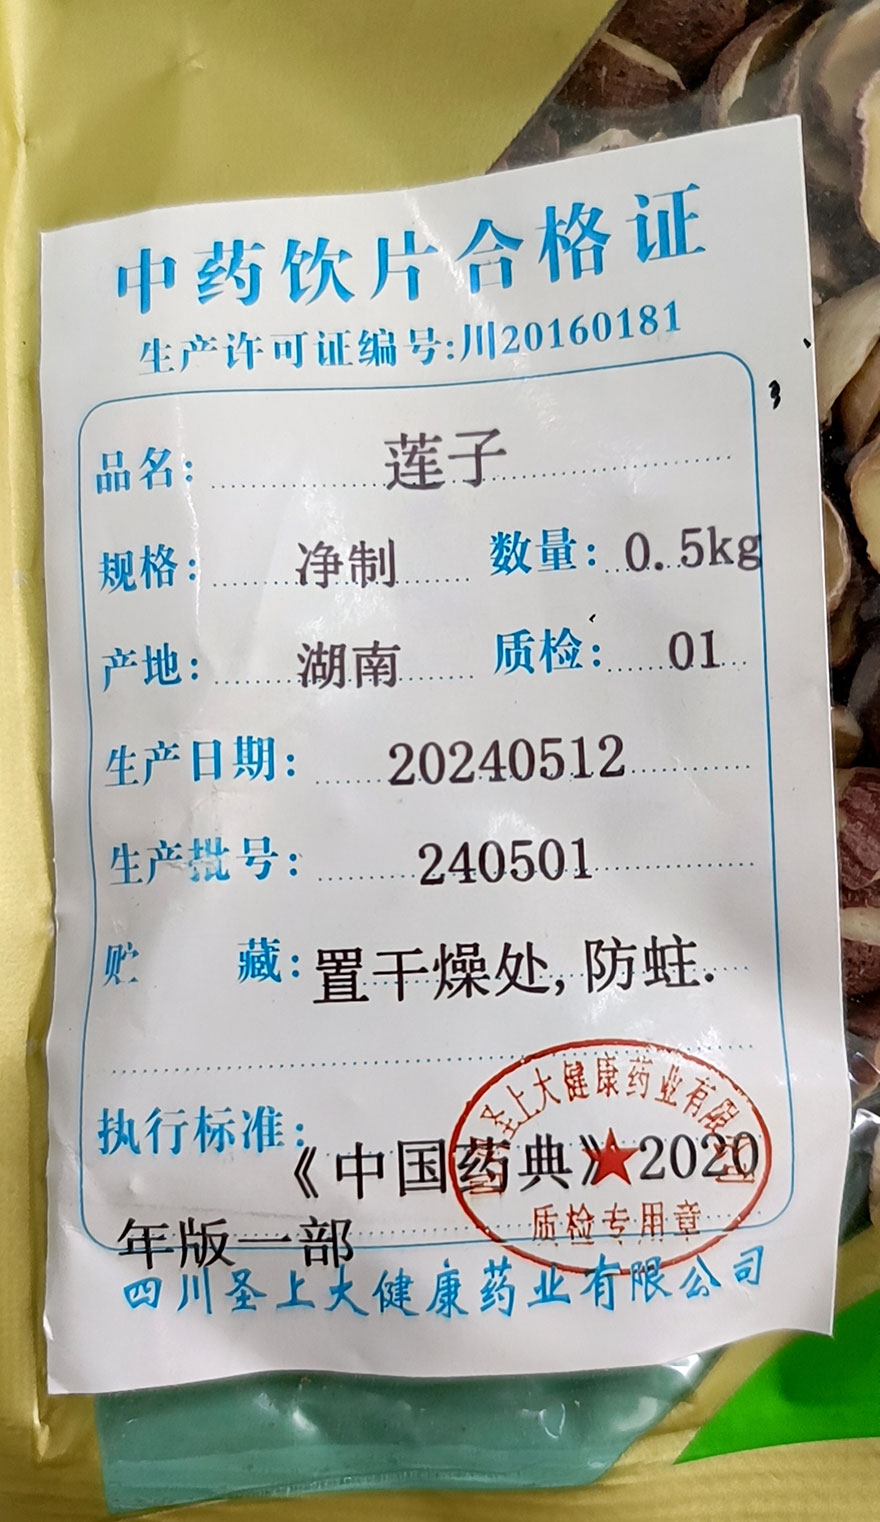 中药饮片合格证
生产许可证编号:川20160181
品名: 莲子
规格: 净制 数量: 0.5kg
产地: 湖南 质检: 01
生产日期: 20240512
生产批号: 240501
贮藏: 置干燥处,防蛀.
执行标准:
《中国药典》2020
年版一部
四川圣上大健康药业有限公司
质检专用章
四川圣上大健康药业有限公司